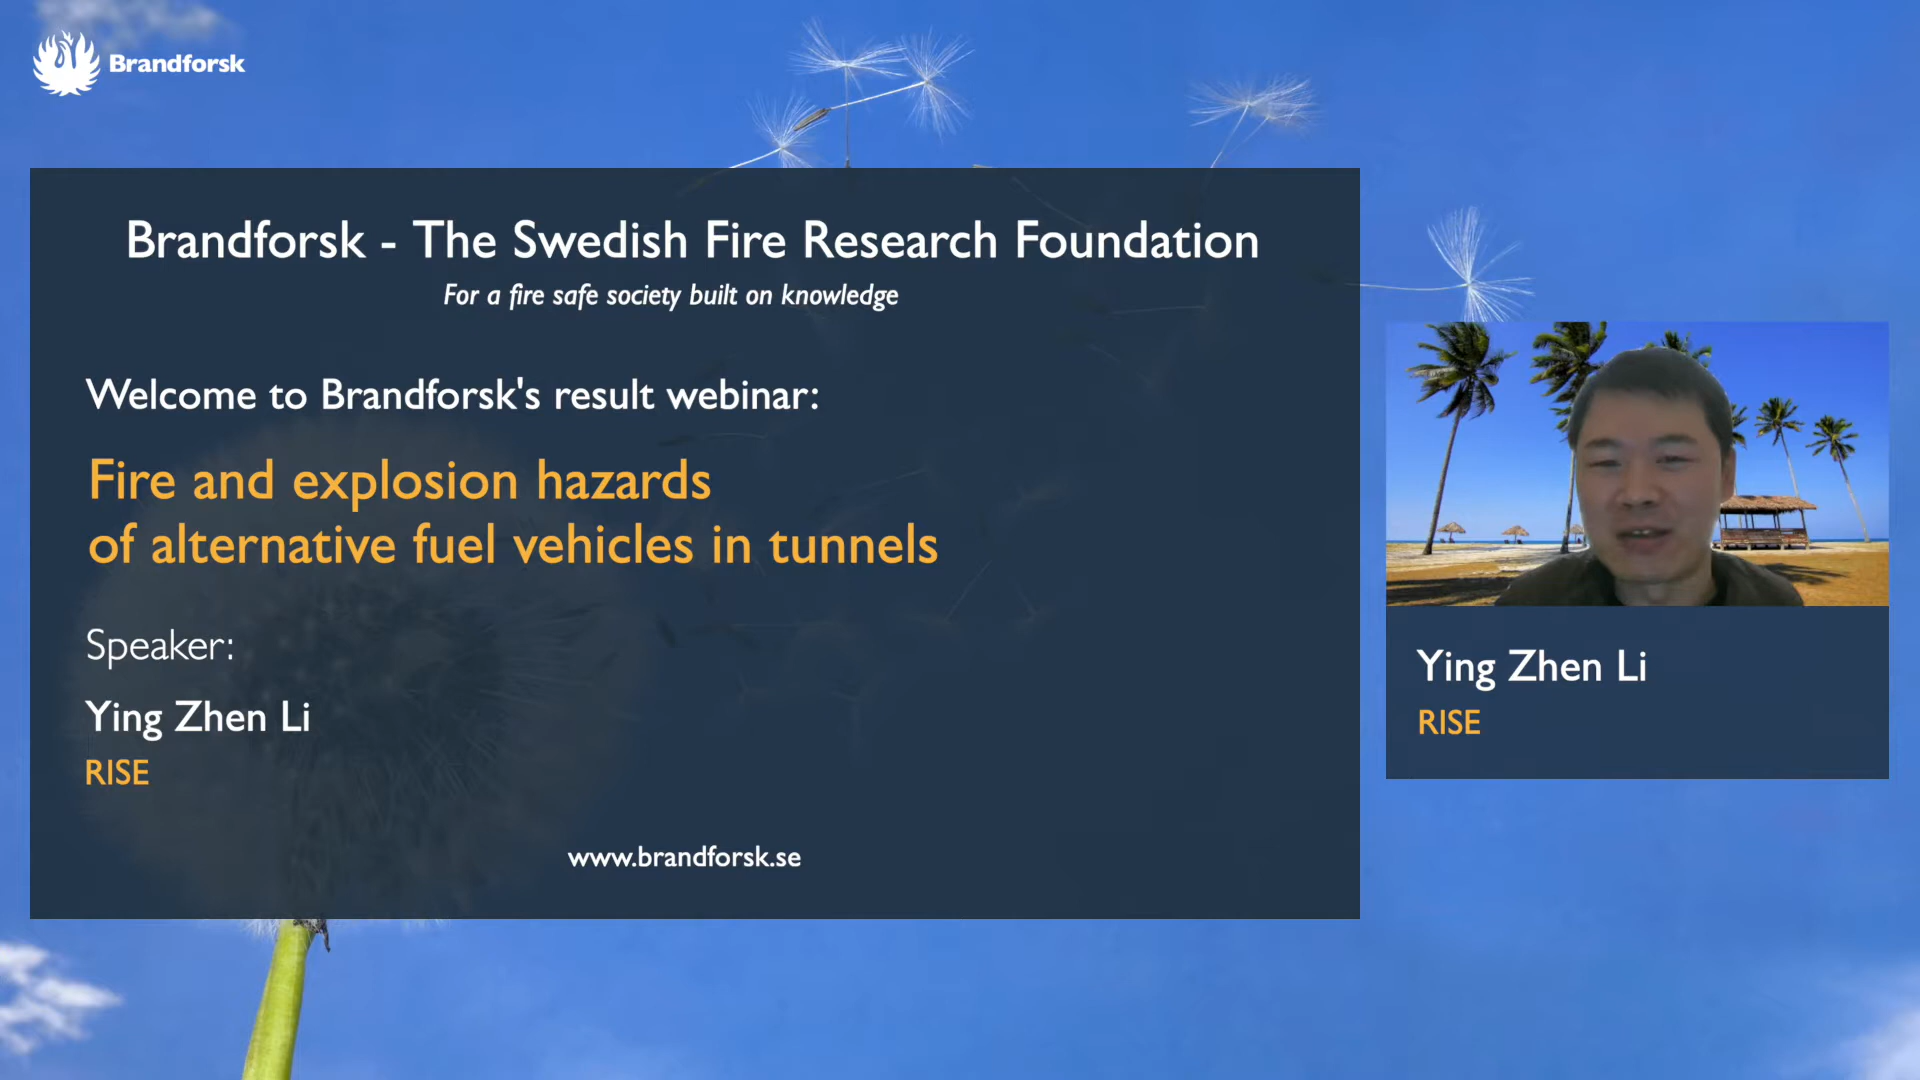 Brandforsk
Brandforsk - The Swedish Fire Research Foundation
For a fire safe society built on knowledge
Welcome to Brandforsk's result webinar:
Fire and explosion hazards
of alternative fuel vehicles in tunnels
Speaker:
Ying Zhen Li
RISE
www.brandforsk.se
Ying Zhen Li
RISE